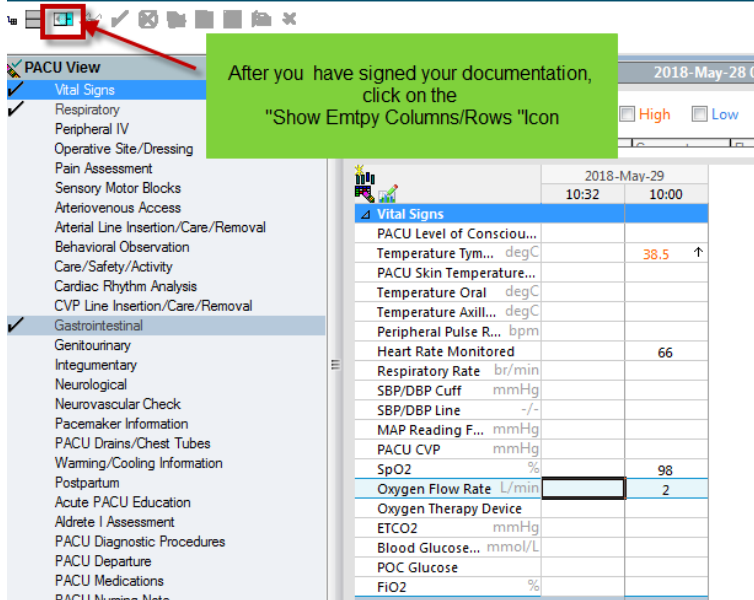 After you have signed your documentation,
click on the
"Show Emtpy Columns/Rows "Icon
PACU View
Vital Signs
Respiratory
Peripheral IV
Operative Site/Dressing
Pain Assessment
Sensory Motor Blocks
Arteriovenous Access
Arterial Line Insertion/Care/Removal
Behavioral Observation
Care/Safety/Activity
Cardiac Rhythm Analysis
CVP Line Insertion/Care/Removal
Gastrointestinal
Genitourinary
Integumentary
Neurological
Neurovascular Check
Pacemaker Information
PACU Drains/Chest Tubes
Warming/Cooling Information
Postpartum
Acute PACU Education
Aldrete I Assessment
PACU Diagnostic Procedures
PACU Departure
PACU Medications
PACU Nursing Note
2018-May-28 0
High Low
2018-May-29
10:32 10:00
Vital Signs
PACU Level of Consciou...
Temperature Tym... degC 38.5 ↑
PACU Skin Temperature...
Temperature Oral degC
Temperature Axill... degC
Peripheral Pulse R... bpm
Heart Rate Monitored 66
Respiratory Rate br/min
SBP/DBP Cuff mmHg
SBP/DBP Line -/-
MAP Reading F... mmHg
PACU CVP mmHg
SpO2 % 98
Oxygen Flow Rate L/min 2
Oxygen Therapy Device
ETCO2 mmHg
Blood Glucose... mmol/L
POC Glucose
FiO2 %